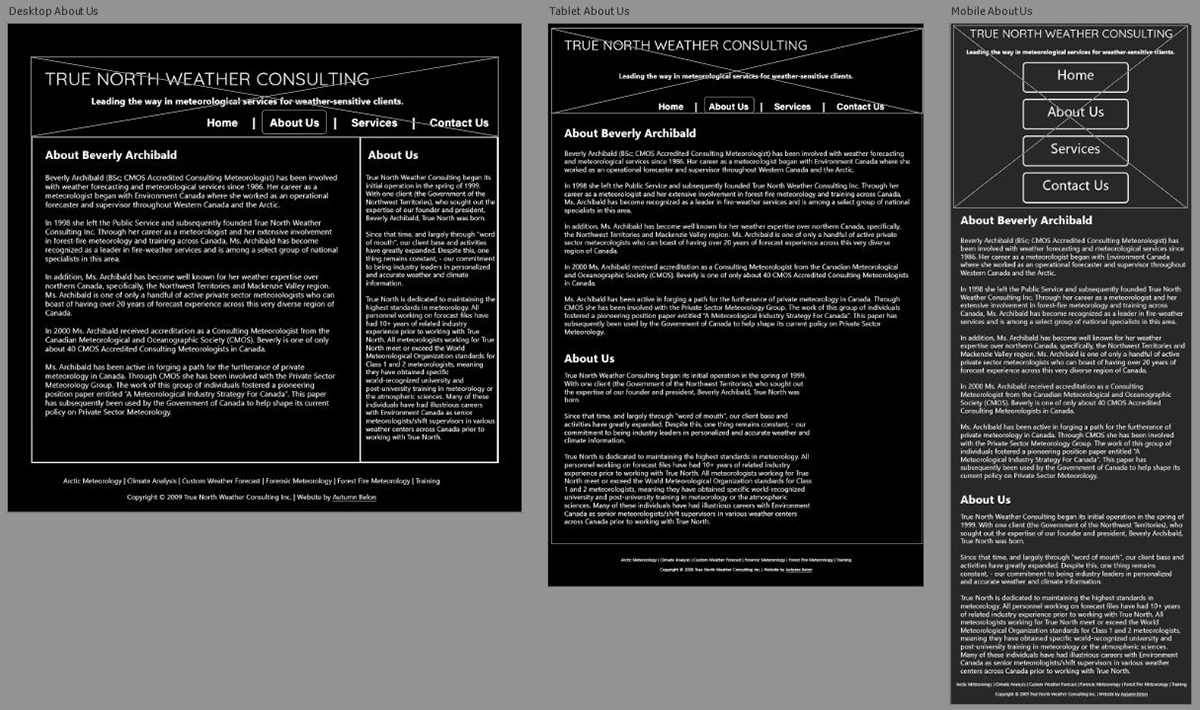 Desktop About Us
TRUE NORTH WEATHER CONSULTING
Leading the way in meteorological services for weather-sensitive clients.
Home | About Us | Services | Contact Us
About Beverly Archibald
Beverly Archibald (BSc; CMOS Accredited Consulting Meteorologist) has been involved
with weather forecasting and meteorological services since 1986. Her career as a
meteorologist began with Environment Canada where she worked as an operational
forecaster and supervisor throughout Western Canada and the Arctic.
In 1998 she left the Public Service and subsequently founded True North Weather
Consulting Inc. Through her career as a meteorologist and her extensive involvement
in forest-fire meteorology and training across Canada, Ms. Archibald has become
recognized as a leader in fire-weather services and is among a select group of national
specialists in this area.
In addition, Ms. Archibald has become well known for her weather expertise over
northern Canada, specifically, the Northwest Territories and Mackenzie Valley region.
Ms. Archibald is one of only a handful of active private sector meteorologists who can
boast of having over 20 years of forecast experience across this very diverse region of
Canada.
In 2000 Ms. Archibald received accreditation as a Consulting Meteorologist from the
Canadian Meteorological and Oceanographic Society (CMOS). Beverly is one of only
about 40 CMOS Accredited Consulting Meteorologists in Canada.
Ms. Archibald has been active in forging a path for the furtherance of private
meteorology in Canada. Through CMOS she has been involved with the Private Sector
Meteorology Group. The work of this group of individuals fostered a pioneering
position paper entitled "A Meteorological Industry Strategy For Canada". This paper
has subsequently been used by the Government of Canada to help shape its current
policy on Private Sector Meteorology.
About Us
True North Weather Consulting began its
initial operation in the spring of 1999.
With one client (the Government of the
Northwest Territories), who sought out the
expertise of our founder and president,
Beverly Archibald, True North was born.
Since that time, and largely through "word
of mouth", our client base and activities
have greatly expanded. Despite this, one
thing remains constant, - our commitment
to being industry leaders in personalized
and accurate weather and climate
information.
True North is dedicated to maintaining the
highest standards in meteorology. All
personnel working on forecast files have
had 10+ years of related industry
experience prior to working with True
North. All meteorologists working for True
North meet or exceed the World
Meteorological Organization standards for
Class 1 and 2 meteorologists, meaning
they have obtained specific
world-recognized university and
post-university training in meteorology or
the atmospheric sciences. Many of these
individuals have had illustrious careers
with Environment Canada as senior
meteorologists/shift supervisors in various
weather centers across Canada prior to
working with True North.
Arctic Meteorology | Climate Analysis | Custom Weather Forecast | Forensic Meteorology | Forest Fire Meteorology | Training
Copyright © 2009 True North Weather Consulting Inc. | Website by Autumn Belon
Tablet About Us
TRUE NORTH WEATHER CONSULTING
Leading the way in meteorological services for weather-sensitive clients.
Home | About Us | Services | Contact Us
About Beverly Archibald
Beverly Archibald (BSc; CMOS Accredited Consulting Meteorologist) has been involved with weather forecasting
and meteorological services since 1986. Her career as a meteorologist began with Environment Canada where she
worked as an operational forecaster and supervisor throughout Western Canada and the Arctic.
In 1998 she left the Public Service and subsequently founded True North Weather Consulting Inc. Through her
career as a meteorologist and her extensive involvement in forest fire meteorology and training across Canada,
Ms. Archibald has become recognized as a leader in fire-weather services and is among a select group of national
specialists in this area.
In addition, Ms. Archibald has become well known for her weather expertise over northern Canada, specifically,
the Northwest Territories and Mackenzie Valley region. Ms. Archibald is one of only a handful of active private
sector meteorologists who can boast of having over 20 years of forecast experience across this very diverse
region of Canada.
In 2000 Ms. Archibald received accreditation as a Consulting Meteorologist from the Canadian Meteorological
and Oceanographic Society (CMOS). Beverly is one of only about 40 CMOS Accredited Consulting Meteorologists
in Canada.
Ms. Archibald has been active in forging a path for the furtherance of private meteorology in Canada. Through
CMOS she has been involved with the Private Sector Meteorology Group. The work of this group of individuals
fostered a pioneering position paper entitled "A Meteorological Industry Strategy For Canada". This paper has
subsequently been used by the Government of Canada to help shape its current policy on Private Sector
Meteorology.
About Us
True North Weather Consulting began its initial operation in the spring of 1999.
With one client (the Government of the Northwest Territories), who sought out
the expertise of our founder and president, Beverly Archibald, True North was
born.
Since that time, and largely through "word of mouth", our client base and
activities have greatly expanded. Despite this, one thing remains constant, - our
commitment to being industry leaders in personalized and accurate weather and
climate information.
True North is dedicated to maintaining the highest standards in meteorology. All
personnel working on forecast files have had 10+ years of related industry
experience prior to working with True North. All meteorologists working for True
North meet or exceed the World Meteorological Organization standards for Class
1 and 2 meteorologists, meaning they have obtained specific world-recognized
university and post-university training in meteorology or the atmospheric
sciences. Many of these individuals have had illustrious careers with Environment
Canada as senior meteorologists/shift supervisors in various weather centers
across Canada prior to working with True North.
Arctic Meteorology | Climate Analysis | Custom Weather Forecast | Forensic Meteorology | Forest Fire Meteorology | Training
Copyright © 2009 True North Weather Consulting Inc. | Website by Autumn Belon
Mobile About Us
TRUE NORTH WEATHER CONSULTING
Leading the way in meteorological services for weather-sensitive clients.
Home
About Us
Services
Contact Us
About Beverly Archibald
Beverly Archibald (BSc; CMOS Accredited Consulting Meteorologist) has
been involved with weather forecasting and meteorological services since
1986. Her career as a meteorologist began with Environment Canada
where she worked as an operational forecaster and supervisor throughout
Western Canada and the Arctic.
In 1998 she left the Public Service and subsequently founded True North
Weather Consulting Inc. Through her career as a meteorologist and her
extensive involvement in forest-fire meteorology and training across
Canada, Ms. Archibald has become recognized as a leader in fire-weather
services and is among a select group of national specialists in this area.
In addition, Ms. Archibald has become well known for her weather
expertise over northern Canada, specifically, the Northwest Territories and
Mackenzie Valley region. Ms. Archibald is one of only a handful of active
private sector meteorologists who can boast of having over 20 years of
forecast experience across this very diverse region of Canada.
In 2000 Ms. Archibald received accreditation as a Consulting
Meteorologist from the Canadian Meteorological and Oceanographic
Society (CMOS). Beverly is one of only about 40 CMOS Accredited
Consulting Meteorologists in Canada.
Ms. Archibald has been active in forging a path for the furtherance of
private meteorology in Canada. Through CMOS she has been involved
with the Private Sector Meteorology Group. The work of this group of
individuals fostered a pioneering position paper entitled "A
Meteorological Industry Strategy For Canada". This paper has
subsequently been used by the Government of Canada to help shape its
current policy on Private Sector Meteorology.
About Us
True North Weather Consulting began its initial operation in the spring of
1999. With one client (the Government of the Northwest Territories), who
sought out the expertise of our founder and president, Beverly Archibald,
True North was born.
Since that time, and largely through "word of mouth", our client base and
activities have greatly expanded. Despite this, one thing remains
constant, - our commitment to being industry leaders in personalized
and accurate weather and climate information.
True North is dedicated to maintaining the highest standards in
meteorology. All personnel working on forecast files have had 10+ years
of related industry experience prior to working with True North. All
meteorologists working for True North meet or exceed the World
Meteorological Organization standards for Class 1 and 2 meteorologists,
meaning they have obtained specific world-recognized university and
post-university training in meteorology or the atmospheric sciences.
Many of these individuals have had illustrious careers with Environment
Canada as senior meteorologists/shift supervisors in various weather
centers across Canada prior to working with True North.
Arctic Meteorology | Climate Analysis | Custom Weather Forecast | Forensic Meteorology | Forest Fire Meteorology | Training
Copyright © 2009 True North Weather Consulting Inc. | Website by Autumn Belon